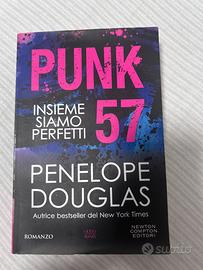 PUNK
INSIEME
SIAMO
PERFETTI
57
PENELOPE
DOUGLAS
Autrice bestseller del New York Times
ROMANZO
NEWTON
COMPTON
EDITORI
subito